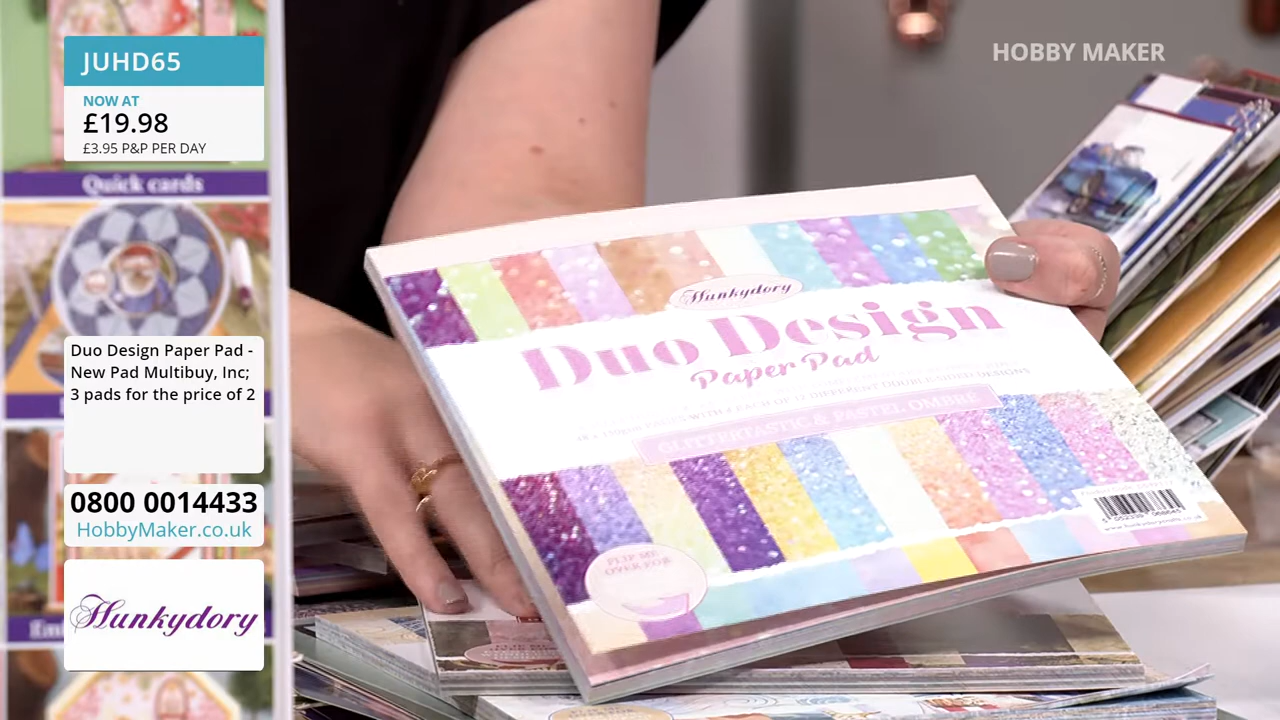 JUHD65
NOW AT
£19.98
£3.95 P&P PER DAY
HOBBY MAKER
Quick cards
Hunkydory
Duo Design
Paper Pad
GLITTERTASTIC & PASTEL OMBRÉ
FLIP ME
OVER FOR
Duo Design Paper Pad -
New Pad Multibuy, Inc;
3 pads for the price of 2
0800 0014433
HobbyMaker.co.uk
Hunkydory